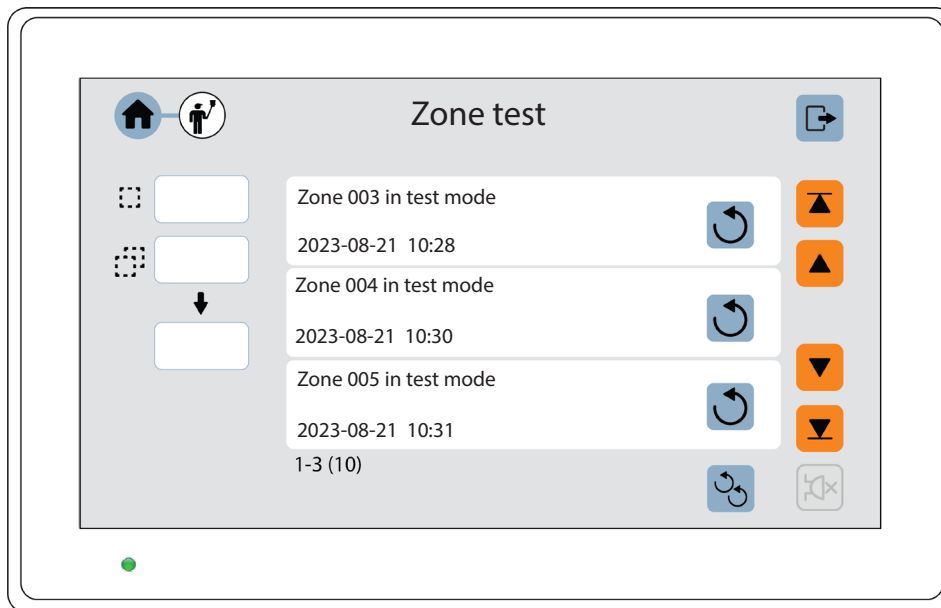 Zone test
Zone 003 in test mode
2023-08-21 10:28
Zone 004 in test mode
2023-08-21 10:30
Zone 005 in test mode
2023-08-21 10:31
1-3 (10)